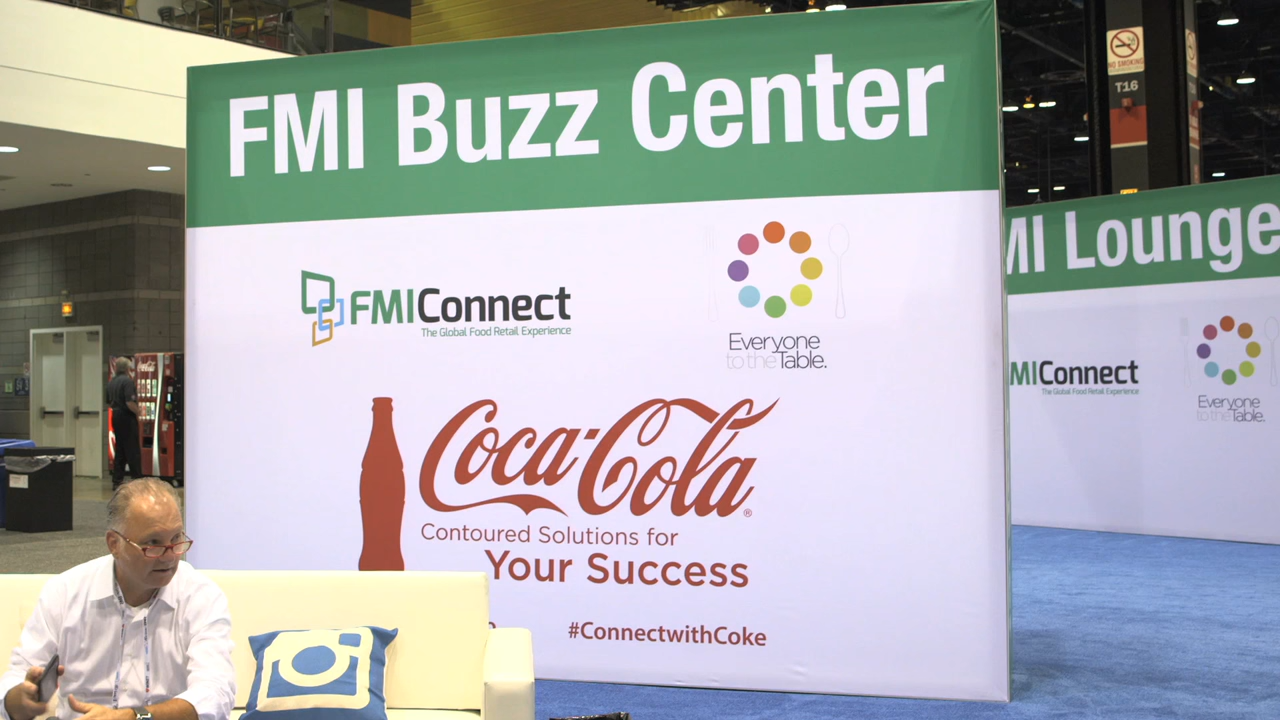 FMI Buzz Center
FMIConnect
The Global Food Retail Experience
Everyone
to the Table.
Coca-Cola®
Contoured Solutions for
Your Success
#ConnectwithCoke
NO SMOKING
T16
MI Lounge
MIConnect
The Global Food Retail Experience
Everyone
to the Table.